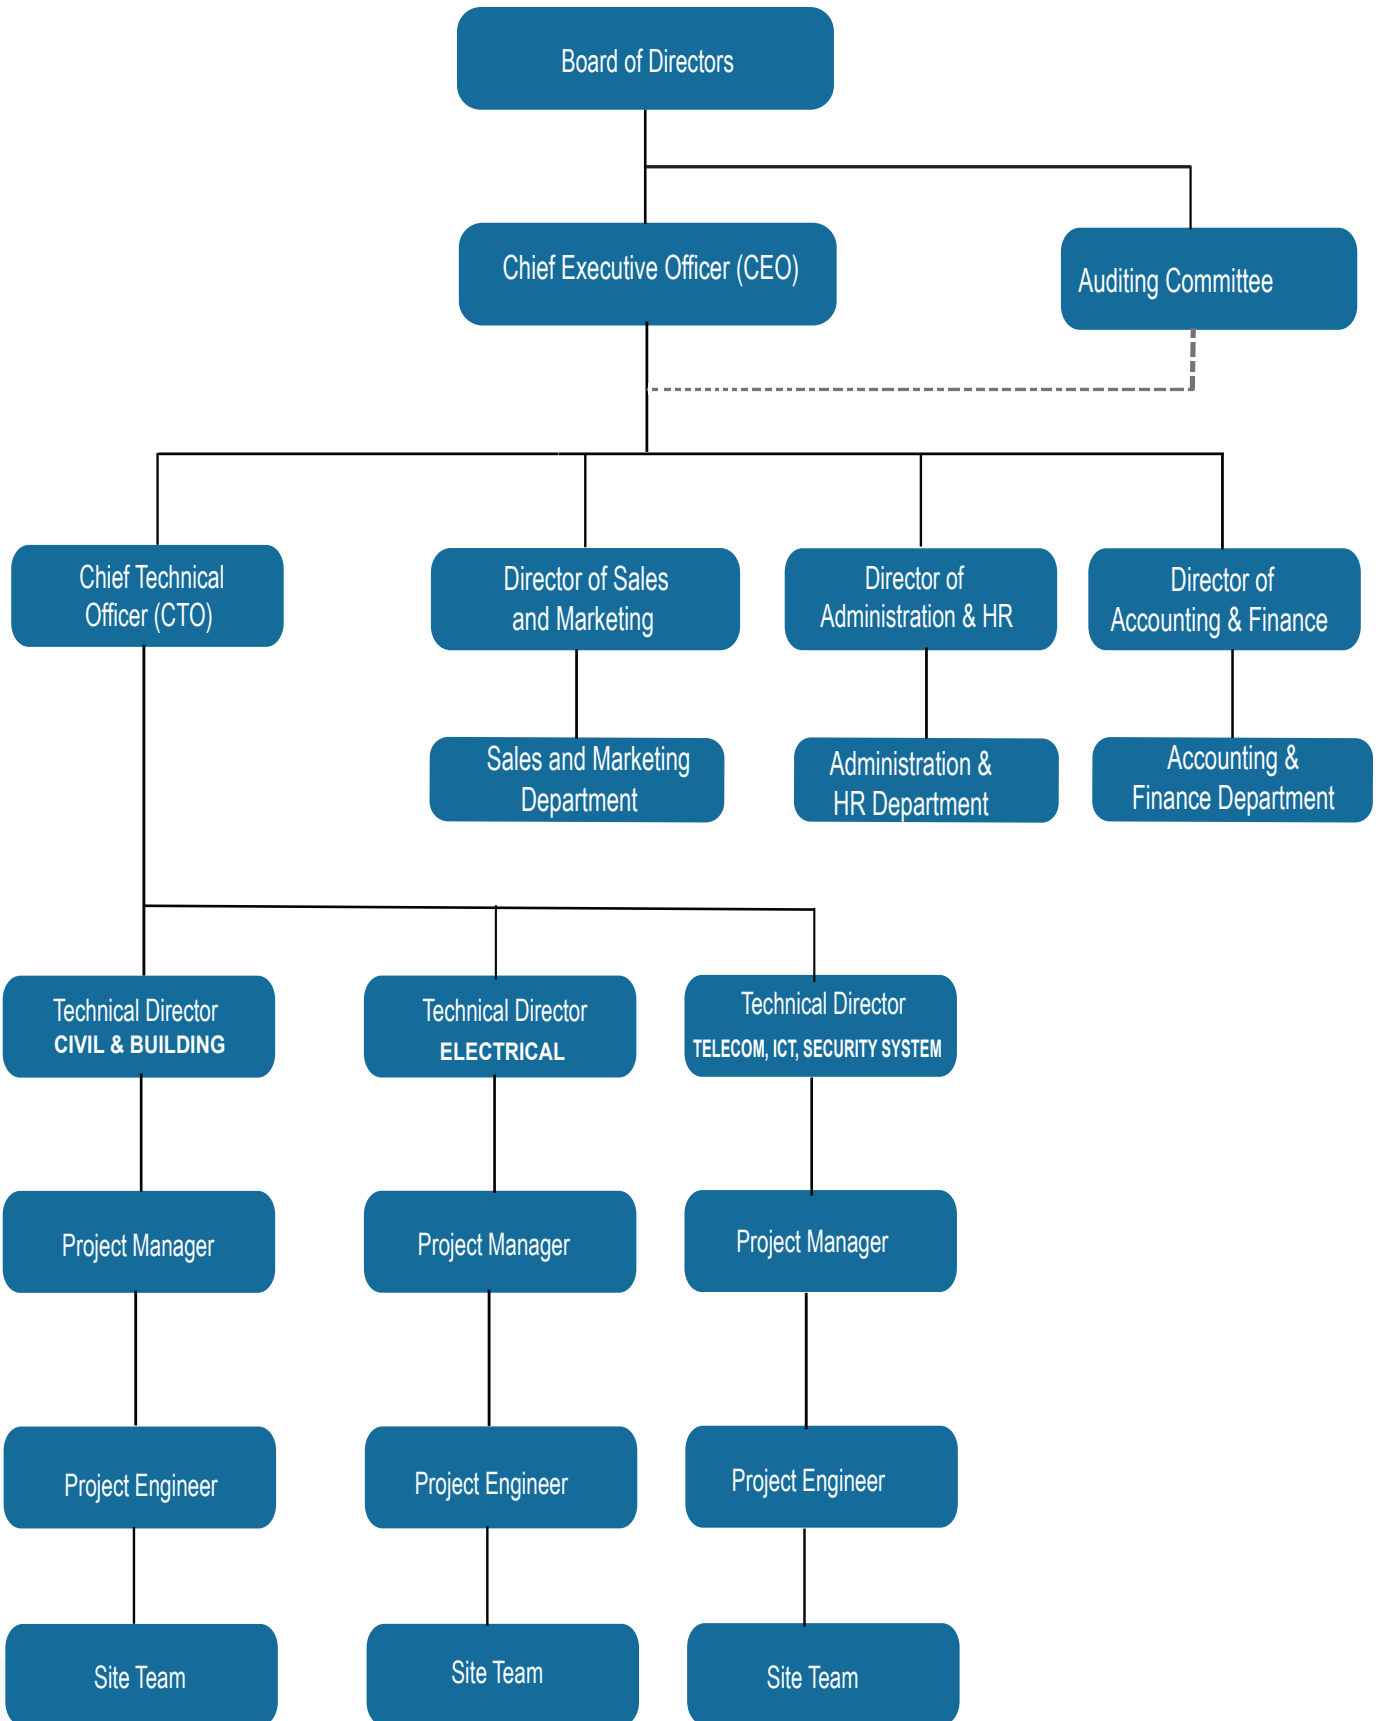 Board of Directors
Chief Executive Officer (CEO)
Auditing Committee
Chief Technical
Officer (CTO)
Director of Sales
and Marketing
Director of
Administration & HR
Director of
Accounting & Finance
Sales and Marketing
Department
Administration &
HR Department
Accounting &
Finance Department
Technical Director
CIVIL & BUILDING
Technical Director
ELECTRICAL
Technical Director
TELECOM, ICT, SECURITY SYSTEM
Project Manager
Project Manager
Project Manager
Project Engineer
Project Engineer
Project Engineer
Site Team
Site Team
Site Team